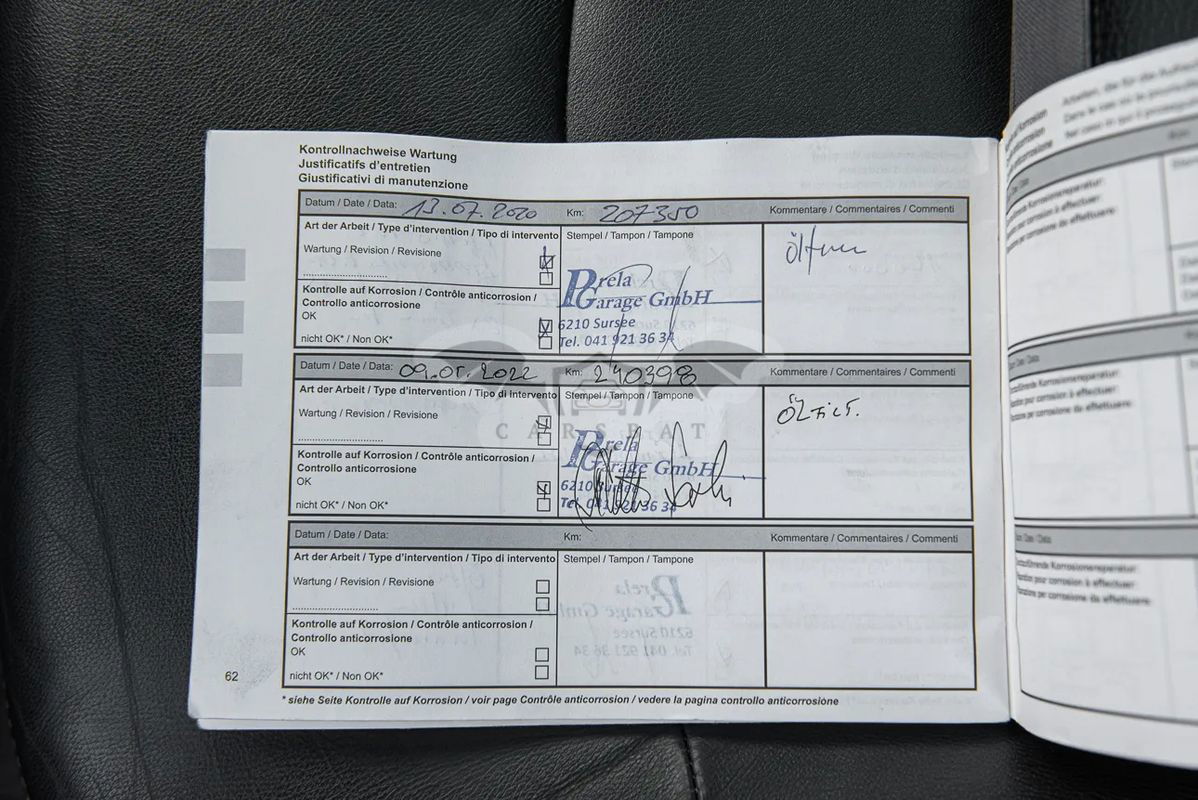 Kontrollnachweise Wartung
Justificatifs d'entretien
Giustificativi di manutenzione
Datum / Date / Data: 13.07.2020 Km: 207350 Kommentare / Commentaires / Commenti
Art der Arbeit / Type d'intervention / Tipo di intervento Stempel / Tampon / Tampone
Wartung / Revision / Revisione
Kontrolle auf Korrosion / Contrôle anticorrosion /
Controllo anticorrosione
OK
nicht OK* / Non OK*
Prela
Garage GmbH
6210 Sursee
Tel. 041 921 36 34
Datum / Date / Data: 09.05.2022 Km: 240398 Kommentare / Commentaires / Commenti
Art der Arbeit / Type d'intervention / Tipo di intervento Stempel / Tampon / Tampone
Wartung / Revision / Revisione
Kontrolle auf Korrosion / Contrôle anticorrosion /
Controllo anticorrosione
OK
nicht OK* / Non OK*
Prela
Garage GmbH
6210 Sursee
Tel. 041 921 36 34
CARSPAT
Datum / Date / Data: Km: Kommentare / Commentaires / Commenti
Art der Arbeit / Type d'intervention / Tipo di intervento Stempel / Tampon / Tampone
Wartung / Revision / Revisione
Kontrolle auf Korrosion / Contrôle anticorrosion /
Controllo anticorrosione
OK
nicht OK* / Non OK*
62
* siehe Seite Kontrolle auf Korrosion / voir page Contrôle anticorrosion / vedere la pagina controllo anticorrosione